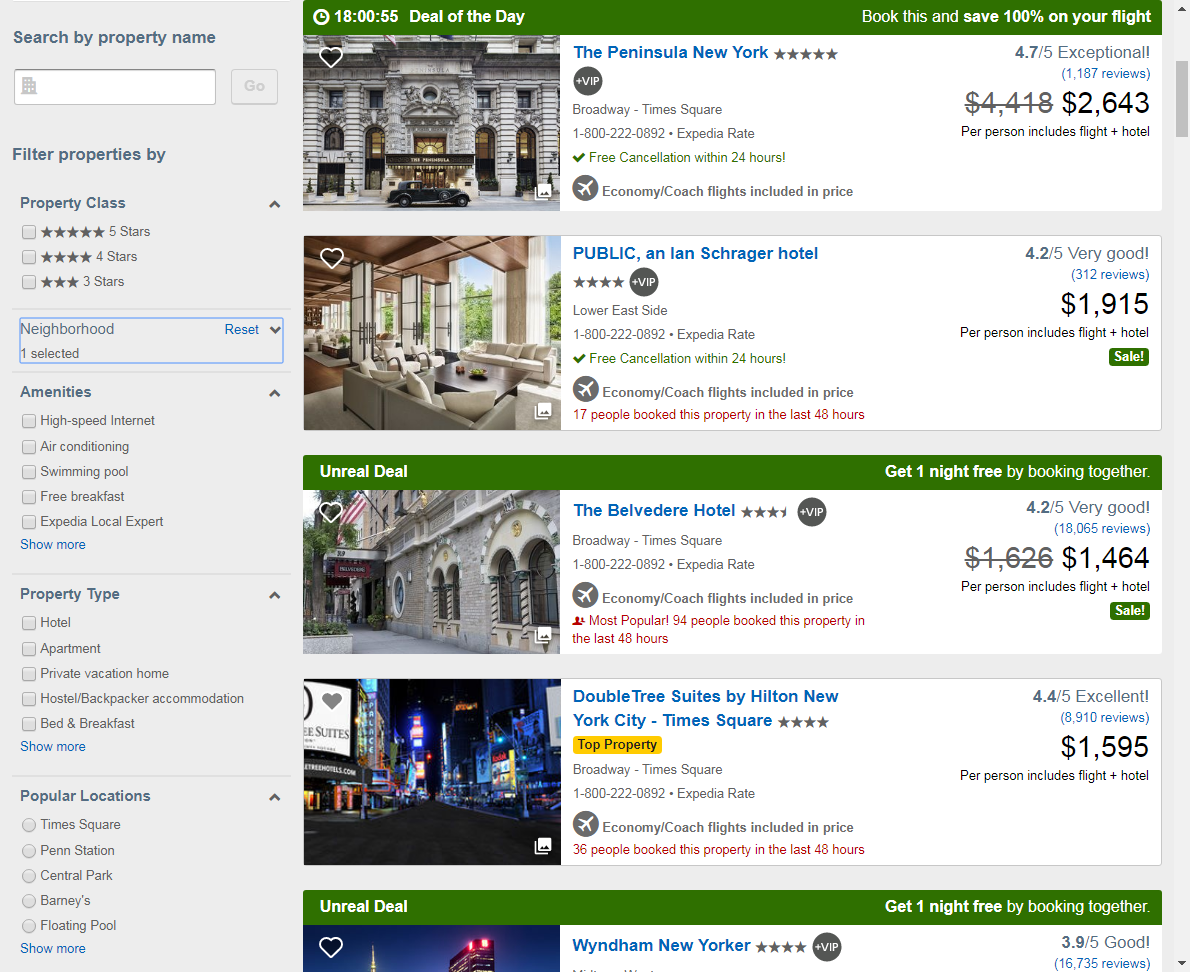 Search by property name
Go
Filter properties by
Property Class
5 Stars
4 Stars
3 Stars
Neighborhood
Reset
1 selected
Amenities
High-speed Internet
Air conditioning
Swimming pool
Free breakfast
Expedia Local Expert
Show more
Property Type
Hotel
Apartment
Private vacation home
Hostel/Backpacker accommodation
Bed & Breakfast
Show more
Popular Locations
Times Square
Penn Station
Central Park
Barney's
Floating Pool
Show more
18:00:55 Deal of the Day
Book this and save 100% on your flight
THE PENINSULA
The Peninsula New York
+VIP
Broadway - Times Square
1-800-222-0892 • Expedia Rate
Free Cancellation within 24 hours!
Economy/Coach flights included in price
4.7/5 Exceptional!
(1,187 reviews)
$4,418 $2,643
Per person includes flight + hotel
PUBLIC, an Ian Schrager hotel
+VIP
Lower East Side
1-800-222-0892 • Expedia Rate
Free Cancellation within 24 hours!
Economy/Coach flights included in price
17 people booked this property in the last 48 hours
4.2/5 Very good!
(312 reviews)
$1,915
Per person includes flight + hotel
Sale!
Unreal Deal
Get 1 night free by booking together.
BELVEDERE
The Belvedere Hotel
+VIP
Broadway - Times Square
1-800-222-0892 • Expedia Rate
Economy/Coach flights included in price
Most Popular! 94 people booked this property in
the last 48 hours
4.2/5 Very good!
(18,065 reviews)
$1,626 $1,464
Per person includes flight + hotel
Sale!
EE SUITES
PALACE
Kodak
DoubleTree Suites by Hilton New
York City - Times Square
Top Property
Broadway - Times Square
1-800-222-0892 • Expedia Rate
Economy/Coach flights included in price
36 people booked this property in the last 48 hours
4.4/5 Excellent!
(8,910 reviews)
$1,595
Per person includes flight + hotel
Unreal Deal
Get 1 night free by booking together.
Wyndham New Yorker
+VIP
3.9/5 Good!
(16,735 reviews)